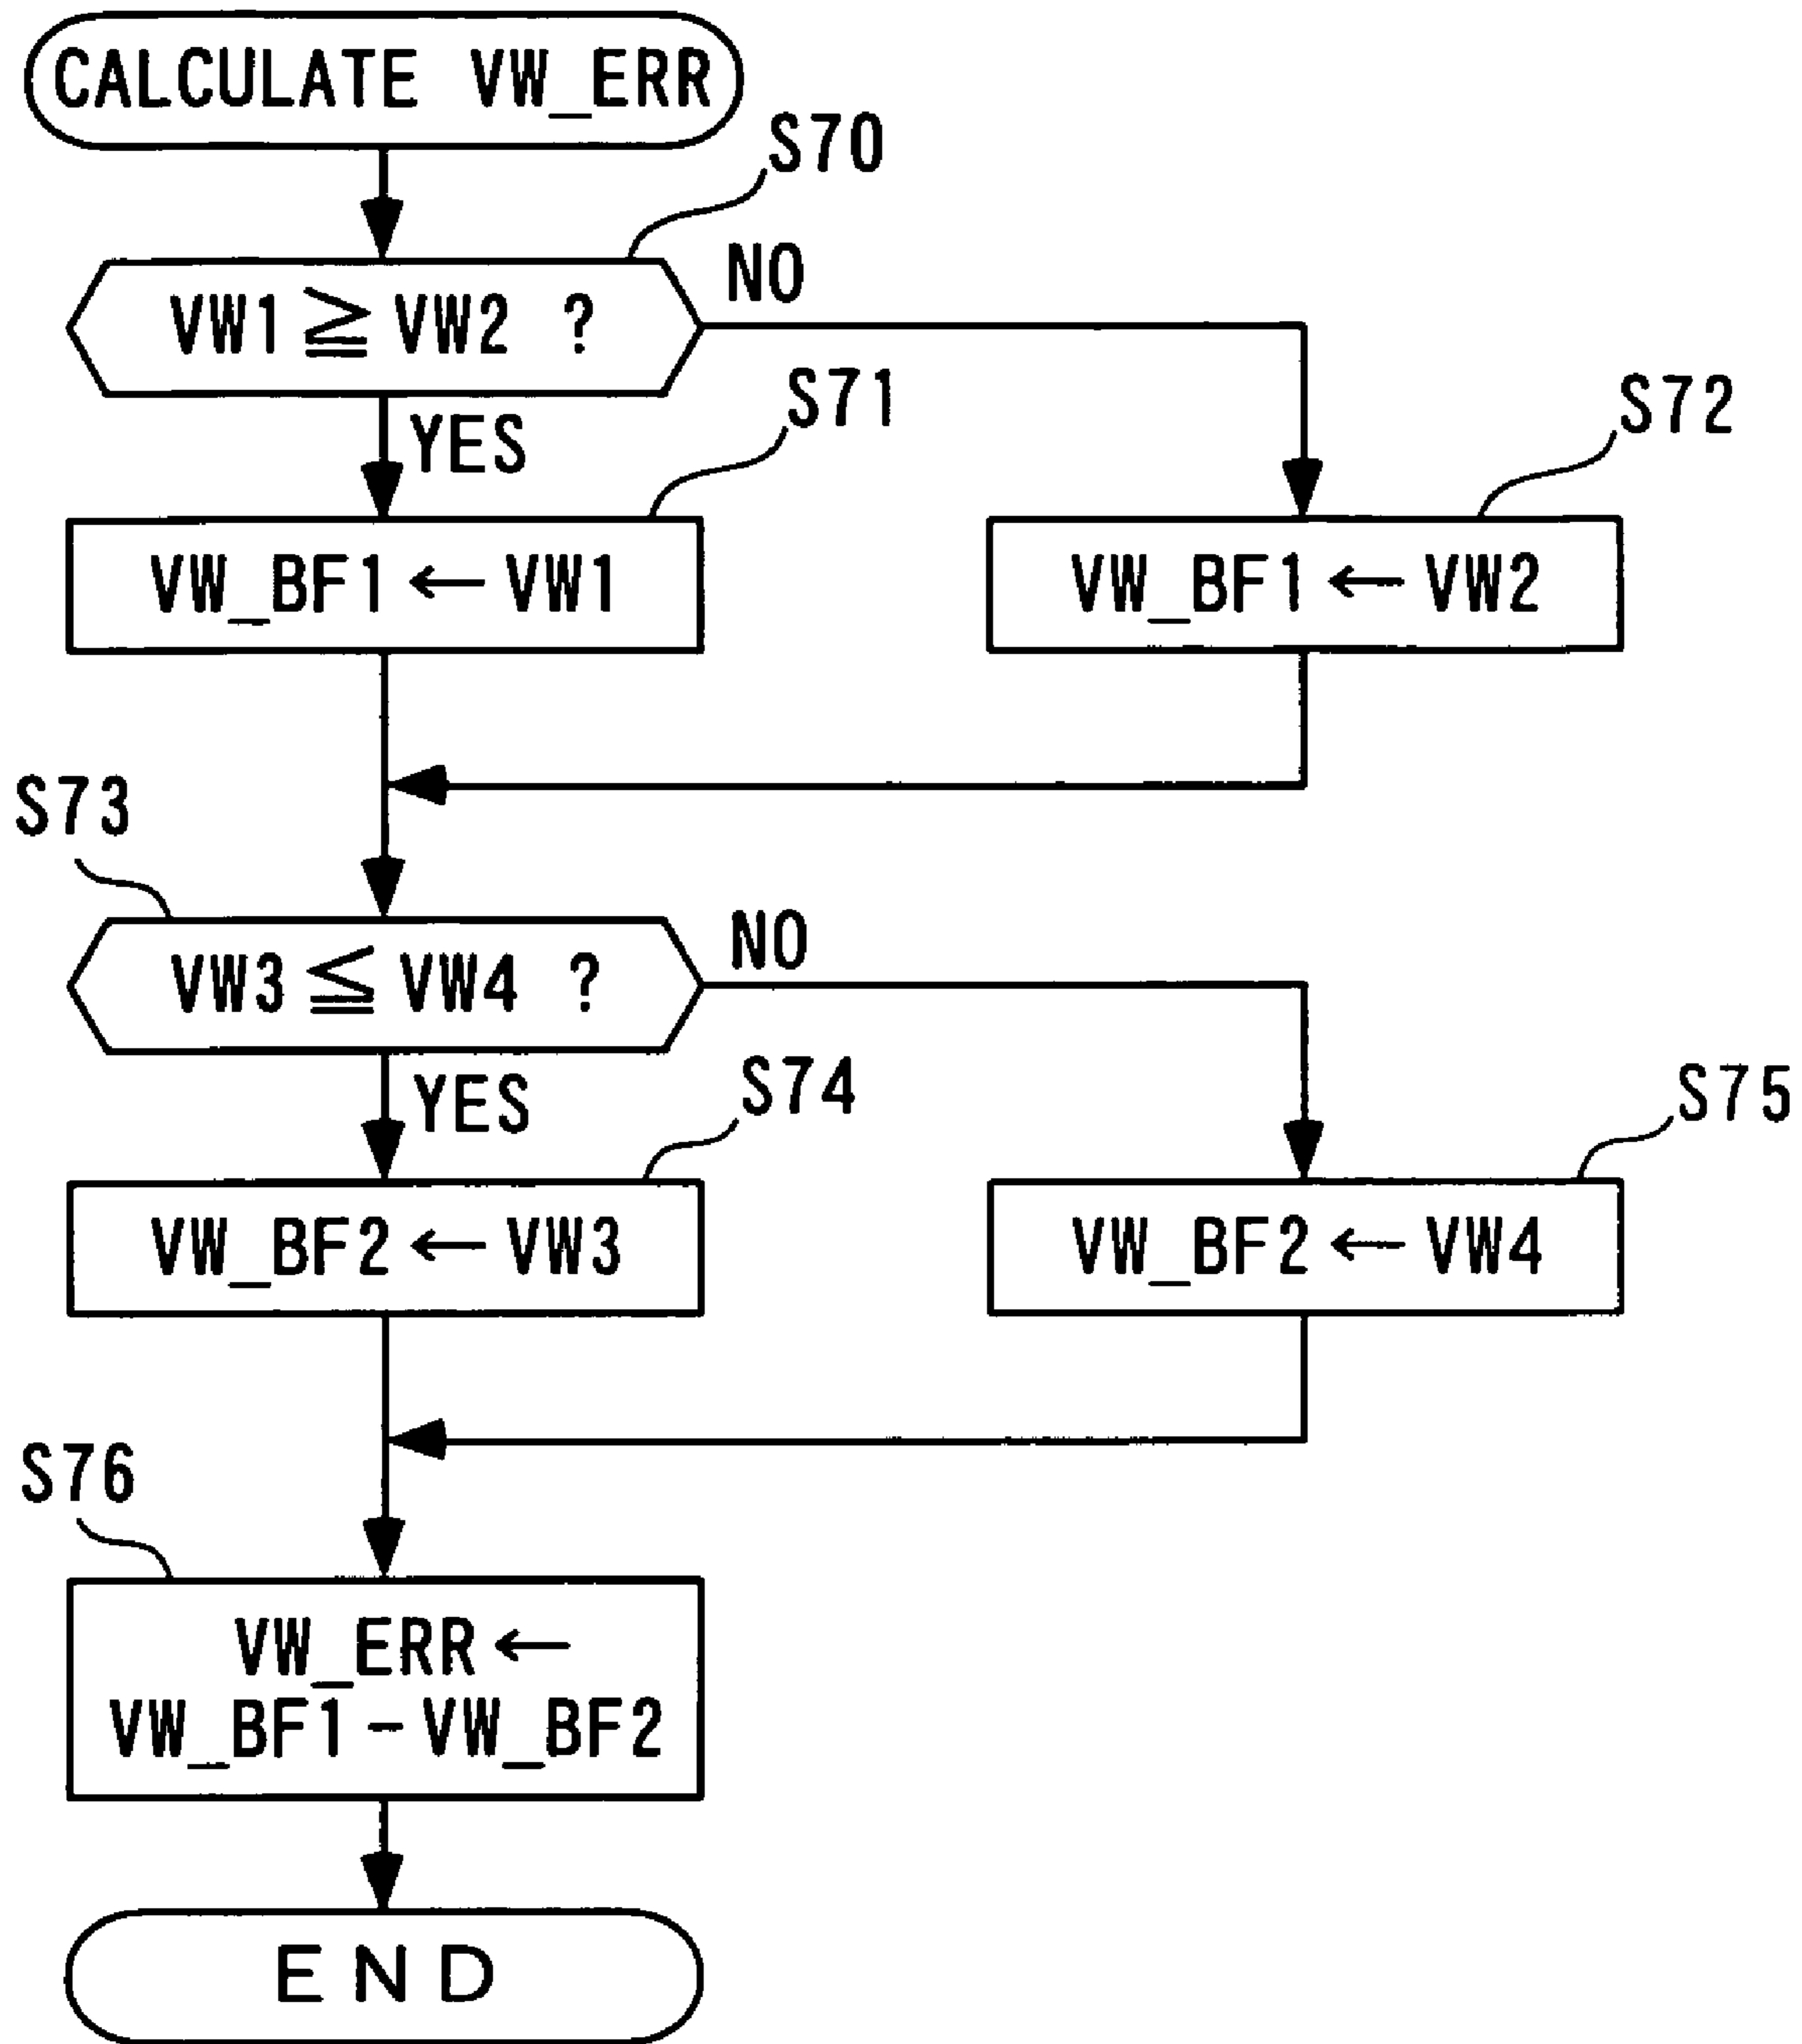 CALCULATE VW_ERR
S70
VW1≧VW2 ?
NO
YES
S71
S72
VW_BF1←VW1
VW_BF1←VW2
S73
VW3≦VW4 ?
NO
YES
S74
S75
VW_BF2←VW3
VW_BF2←VW4
S76
VW_ERR←
VW_BF1-VW_BF2
END